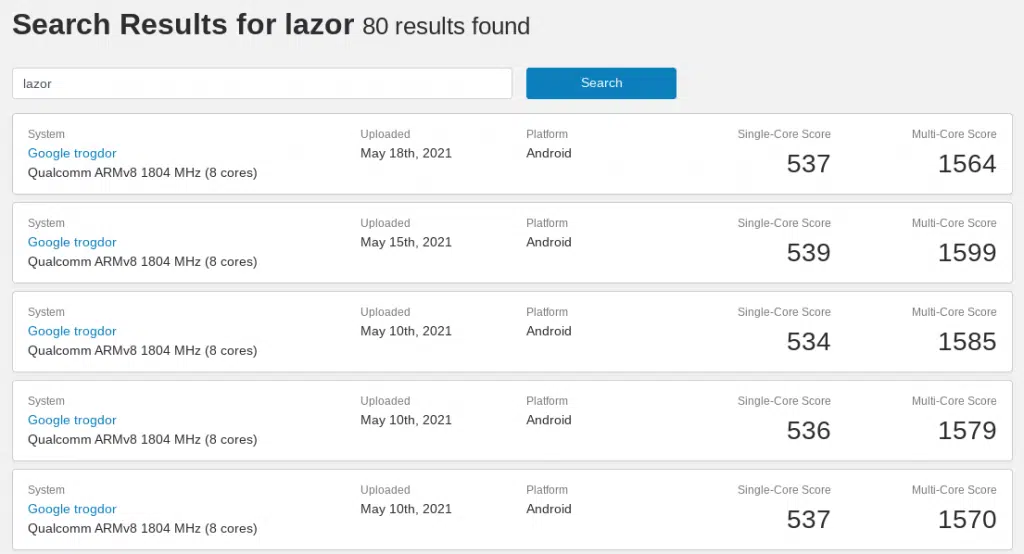 Search Results for lazor 80 results found
lazor
Search
System Uploaded Platform Single-Core Score Multi-Core Score
Google trogdor May 18th, 2021 Android 537 1564
Qualcomm ARMv8 1804 MHz (8 cores)
System Uploaded Platform Single-Core Score Multi-Core Score
Google trogdor May 15th, 2021 Android 539 1599
Qualcomm ARMv8 1804 MHz (8 cores)
System Uploaded Platform Single-Core Score Multi-Core Score
Google trogdor May 10th, 2021 Android 534 1585
Qualcomm ARMv8 1804 MHz (8 cores)
System Uploaded Platform Single-Core Score Multi-Core Score
Google trogdor May 10th, 2021 Android 536 1579
Qualcomm ARMv8 1804 MHz (8 cores)
System Uploaded Platform Single-Core Score Multi-Core Score
Google trogdor May 10th, 2021 Android 537 1570
Qualcomm ARMv8 1804 MHz (8 cores)